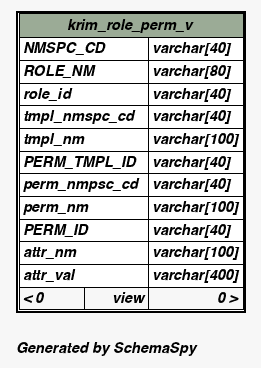 krim_role_perm_v
NMSPC_CD varchar[40]
ROLE_NM varchar[80]
role_id varchar[40]
tmpl_nmspc_cd varchar[40]
tmpl_nm varchar[100]
PERM_TMPL_ID varchar[40]
perm_nmpsc_cd varchar[40]
perm_nm varchar[100]
PERM_ID varchar[40]
attr_nm varchar[100]
attr_val varchar[400]
< 0 view 0 >
Generated by SchemaSpy